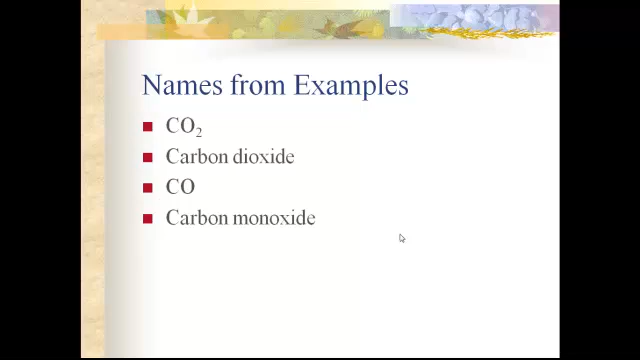 Names from Examples
CO₂
Carbon dioxide
CO
Carbon monoxide